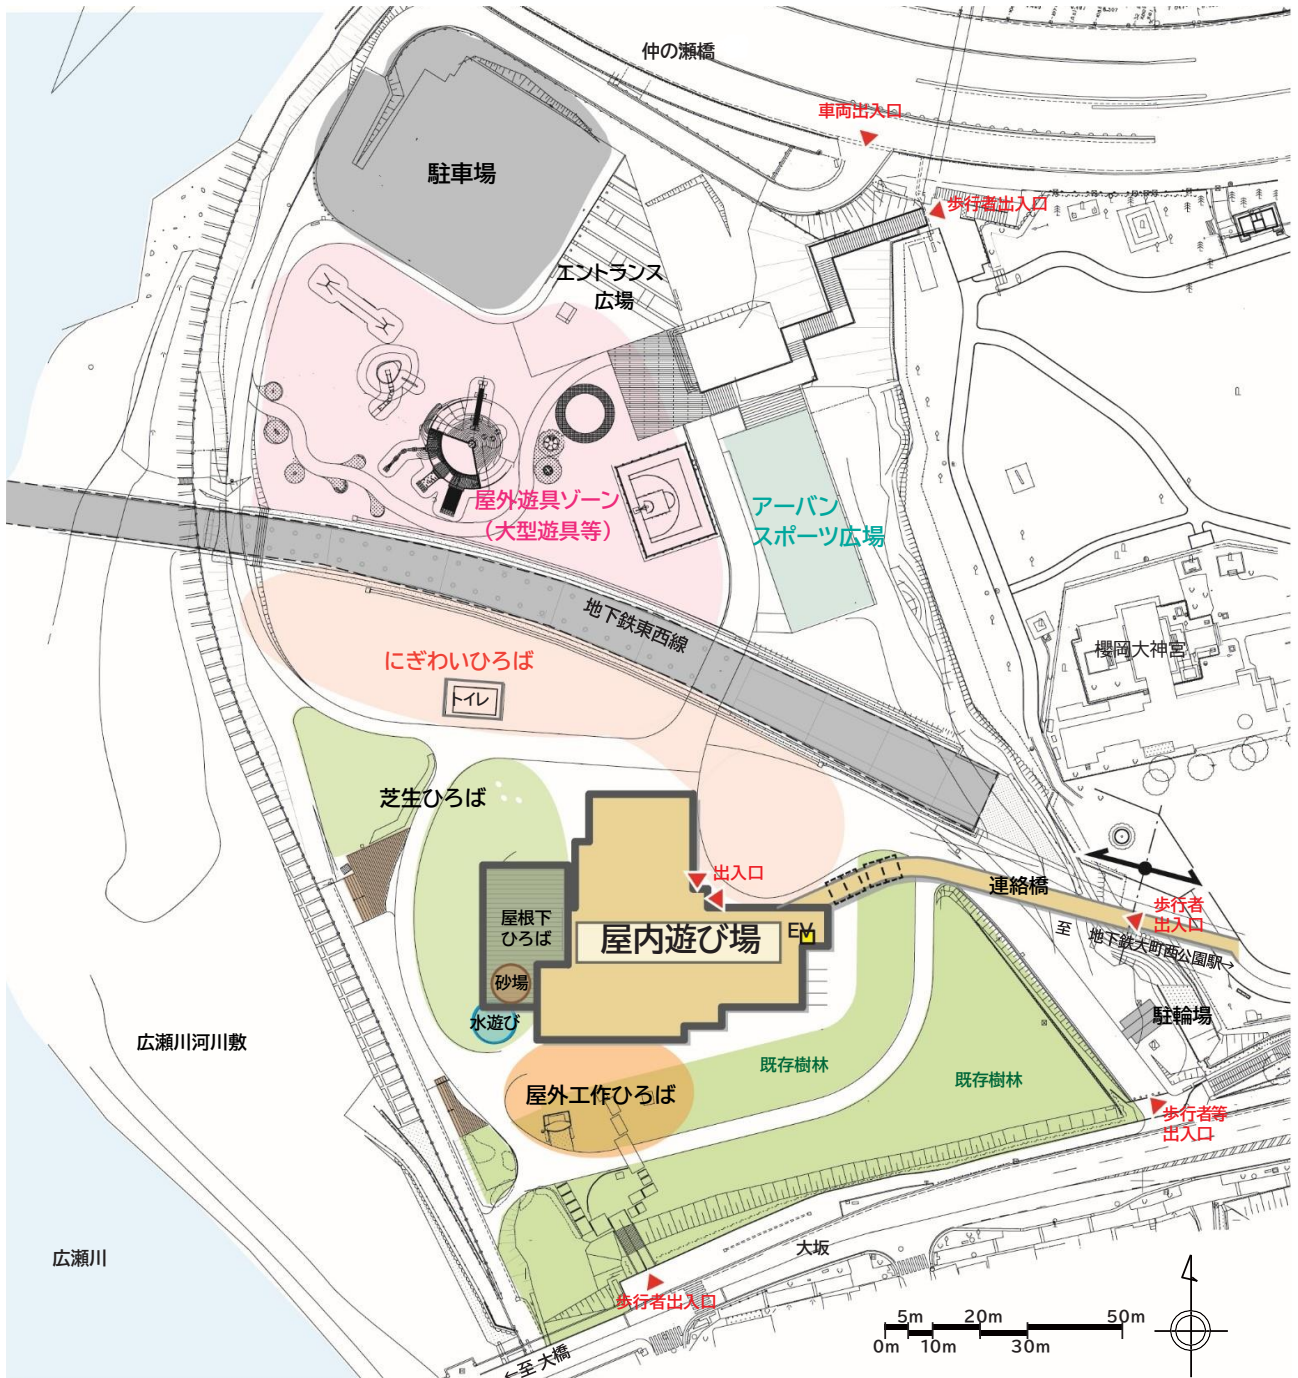 仲の瀬橋
車両出入口
駐車場
歩行者出入口
エントランス
広場
屋外遊具ゾーン
(大型遊具等)
アーバン
スポーツ広場
地下鉄東西線
にぎわいひろば
トイレ
櫻岡大神宮
芝生ひろば
出入口
連絡橋
歩行者
出入口
屋根下
ひろば
屋内遊び場
EV
至 地下鉄大町西公園駅→
砂場
水遊び
駐輪場
広瀬川河川敷
既存樹林
既存樹林
屋外工作ひろば
歩行者等
出入口
大坂
広瀬川
歩行者出入口
5m 20m 50m
0m 10m 30m
←至 大橋